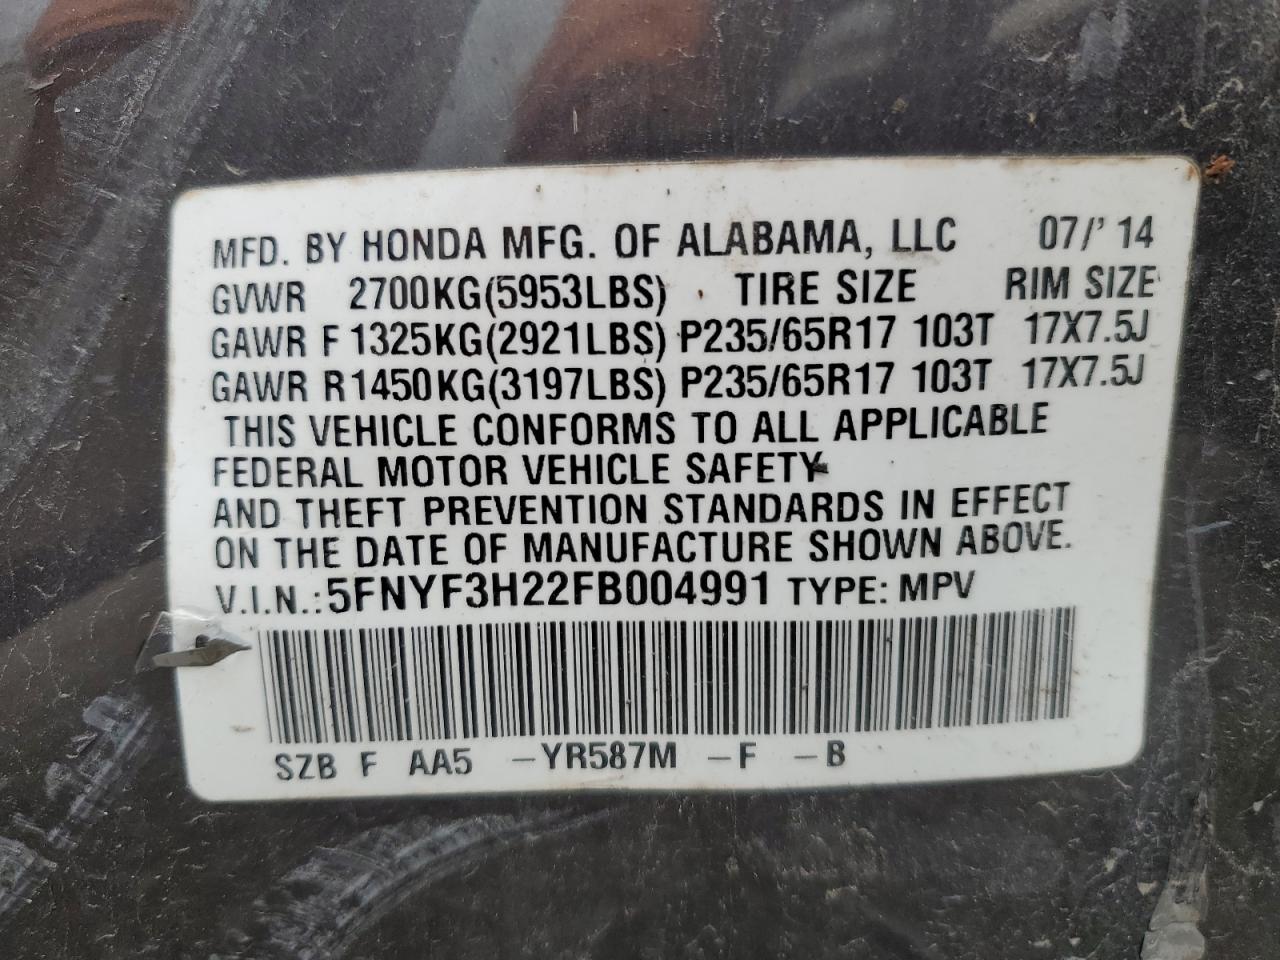 MFD. BY HONDA MFG. OF ALABAMA, LLC 07/'14
GVWR 2700KG(5953LBS) TIRE SIZE RIM SIZE
GAWR F 1325KG(2921LBS) P235/65R17 103T 17X7.5J
GAWR R 1450KG(3197LBS) P235/65R17 103T 17X7.5J
THIS VEHICLE CONFORMS TO ALL APPLICABLE
FEDERAL MOTOR VEHICLE SAFETY
AND THEFT PREVENTION STANDARDS IN EFFECT
ON THE DATE OF MANUFACTURE SHOWN ABOVE.
V.I.N.: 5FNYF3H22FB004991 TYPE: MPV
SZB F AA5 -YR587M -F -B